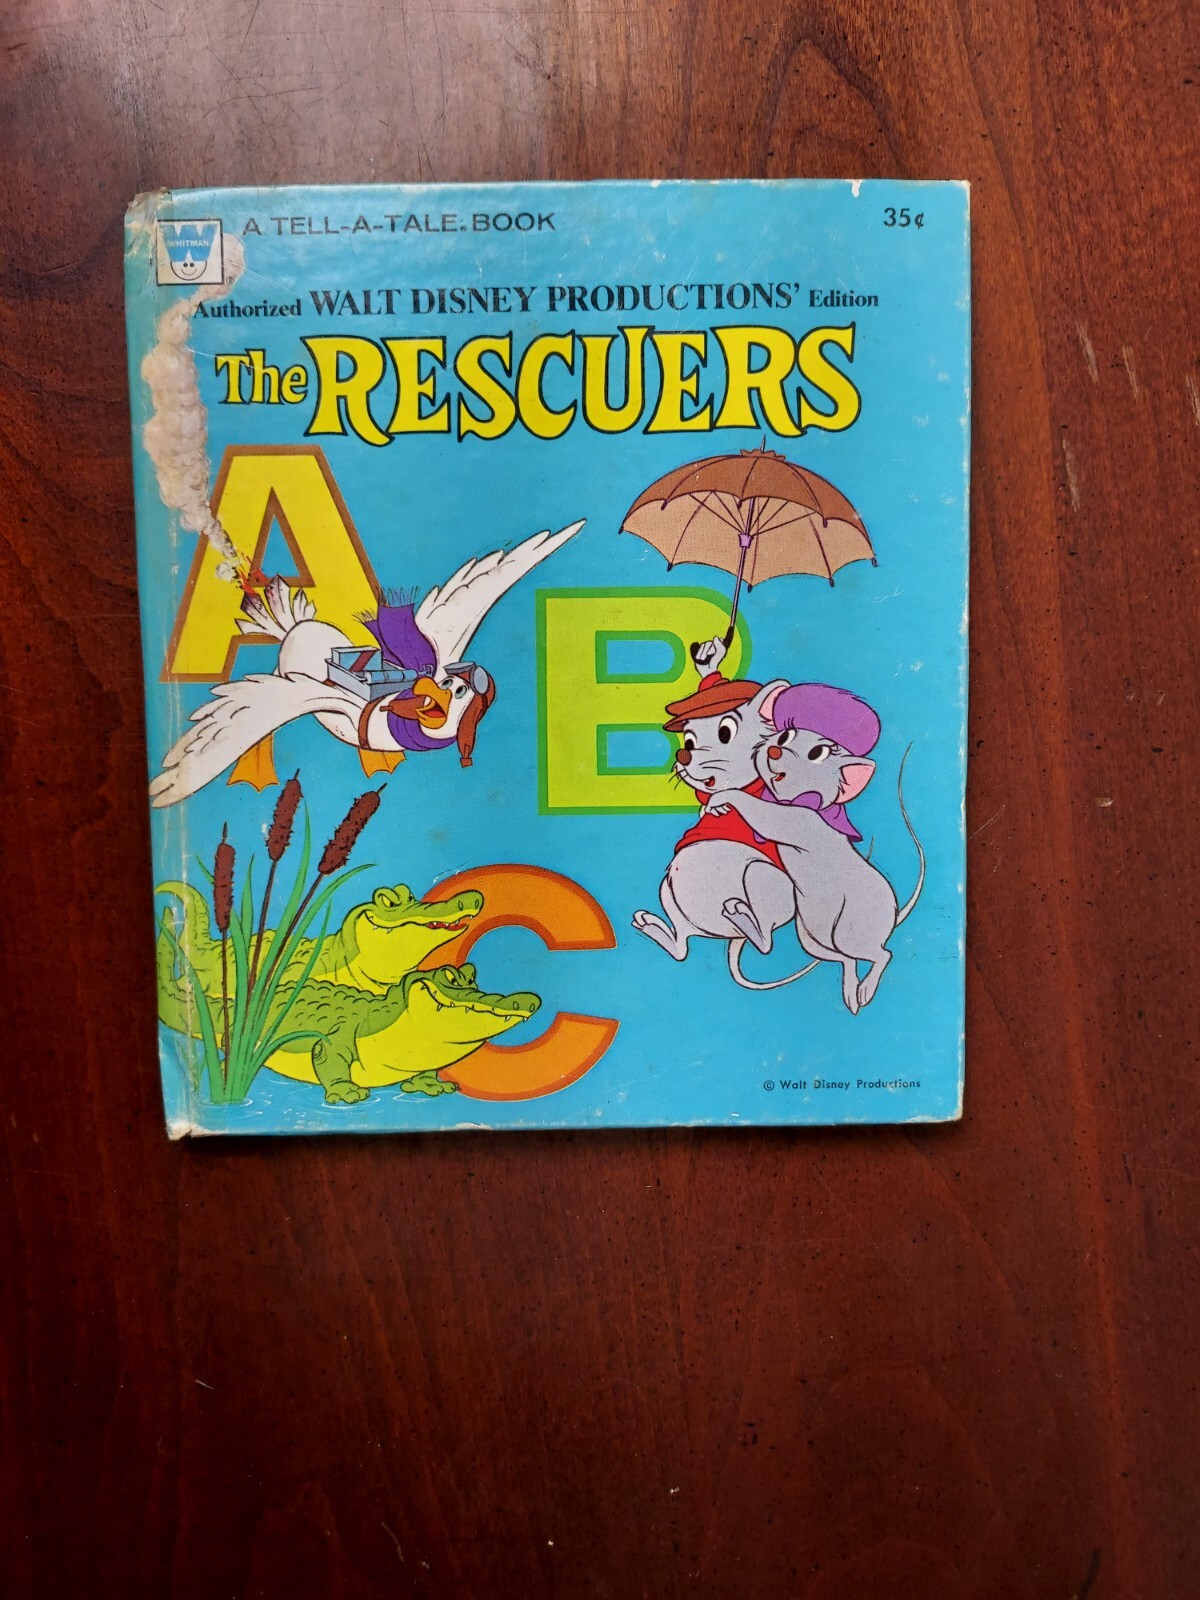 A TELL-A-TALE® BOOK
35¢
WHITMAN
®
Authorized WALT DISNEY PRODUCTIONS' Edition
The RESCUERS
A
B
C
© Walt Disney Productions